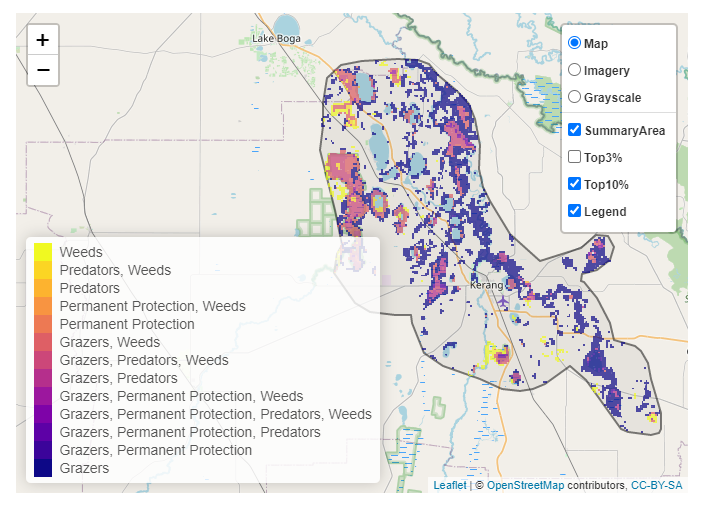 +
−
Lake Boga
Kerang
Map
Imagery
Grayscale
SummaryArea
Top3%
Top10%
Legend
Weeds
Predators, Weeds
Predators
Permanent Protection, Weeds
Permanent Protection
Grazers, Weeds
Grazers, Predators, Weeds
Grazers, Predators
Grazers, Permanent Protection, Weeds
Grazers, Permanent Protection, Predators, Weeds
Grazers, Permanent Protection, Predators
Grazers, Permanent Protection
Grazers
Leaflet | © OpenStreetMap contributors, CC-BY-SA